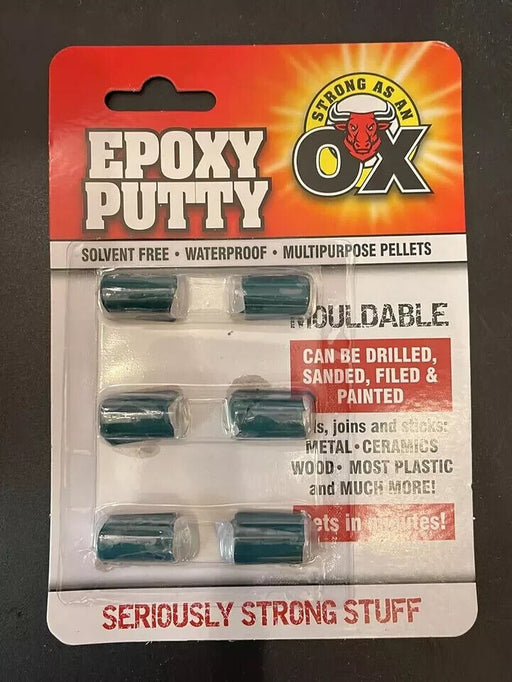 STRONG AS AN
OX
EPOXY
PUTTY
SOLVENT FREE • WATERPROOF • MULTIPURPOSE PELLETS
MOULDABLE
CAN BE DRILLED,
SANDED, FILED &
PAINTED
joins and sticks:
METAL • CERAMICS
WOOD • MOST PLASTIC
and MUCH MORE!
Sets in minutes!
SERIOUSLY STRONG STUFF